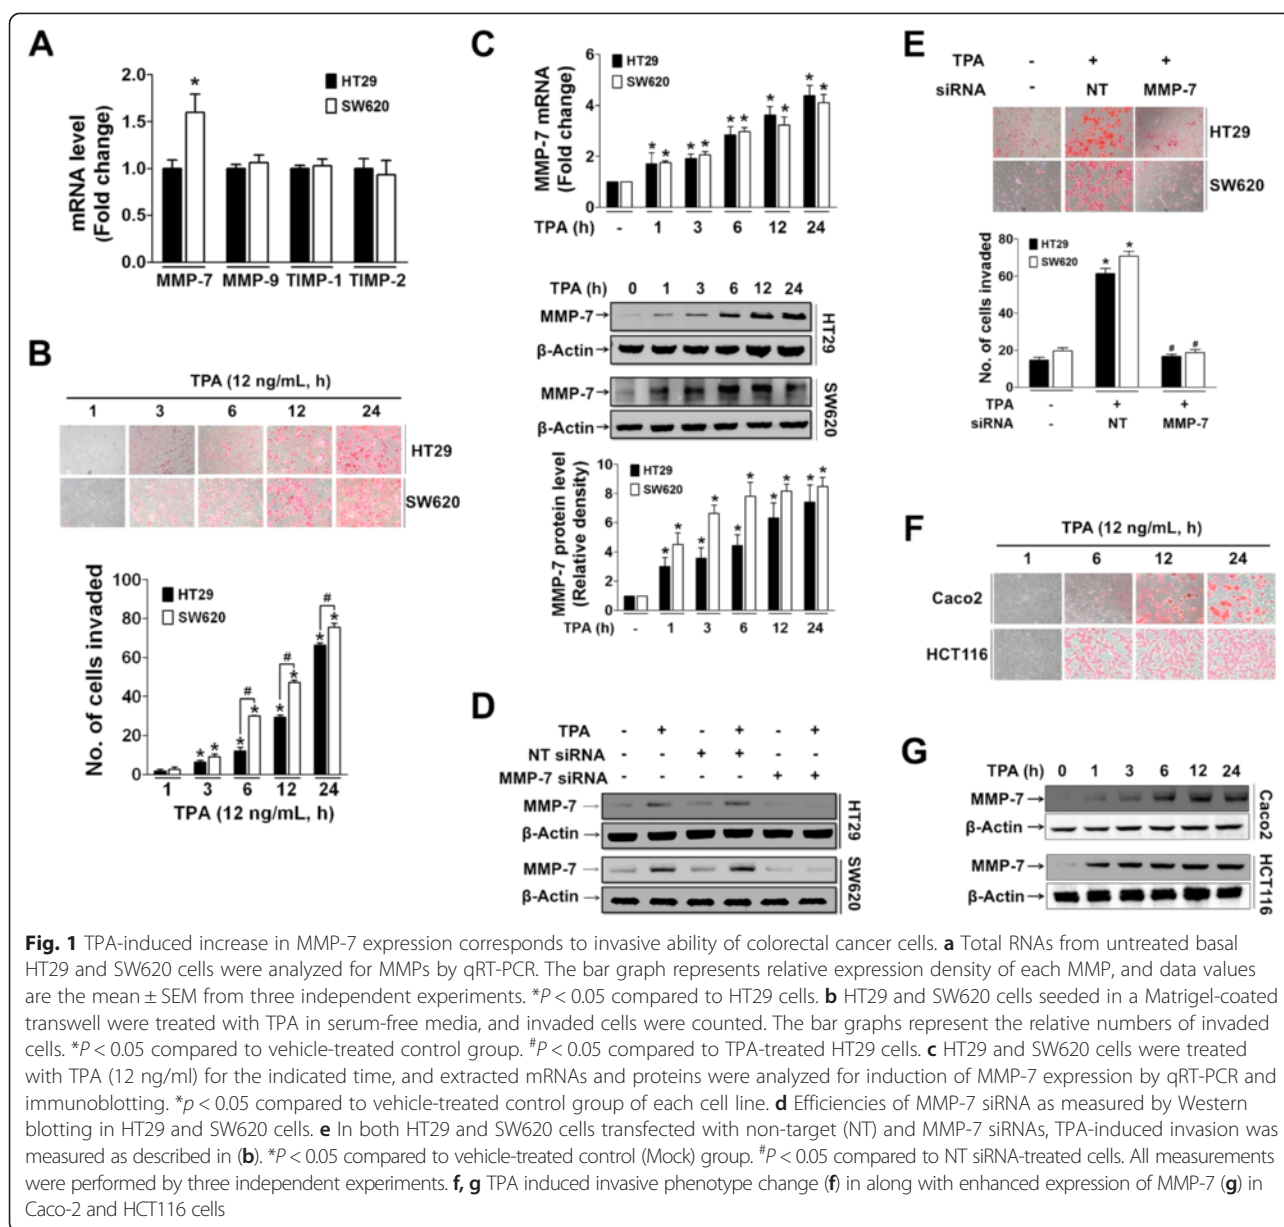 A
mRNA level
(Fold change)
2.0
1.5
1.0
0.5
0.0
*
HT29
SW620
MMP-7 MMP-9 TIMP-1 TIMP-2
B
TPA (12 ng/mL, h)
1 3 6 12 24
HT29
SW620
No. of cells invaded
100
80
60
40
20
0
HT29
SW620
* * * # * * # * * # *
1 3 6 12 24
TPA (12 ng/mL, h)
C
MMP-7 mRNA
(Fold change)
6
4
2
0
HT29
SW620
* * * * * * * * * *
TPA (h) - 1 3 6 12 24
TPA (h) 0 1 3 6 12 24
MMP-7→
β-Actin→
HT29
MMP-7→
β-Actin→
SW620
MMP-7 protein level
(Relative density)
10
8
6
4
2
0
HT29
SW620
* * * * * * * * * *
TPA (h) - 1 3 6 12 24
D
TPA - + - + - +
NT siRNA - - + + - -
MMP-7 siRNA - - - - + +
MMP-7 →
β-Actin →
HT29
MMP-7 →
β-Actin →
SW620
E
TPA - + +
siRNA - NT MMP-7
HT29
SW620
No. of cells invaded
80
60
40
20
0
HT29
SW620
* * # #
TPA - + +
siRNA - NT MMP-7
F
TPA (12 ng/mL, h)
1 6 12 24
Caco2
HCT116
G
TPA (h) 0 1 3 6 12 24
MMP-7→
β-Actin→
Caco2
MMP-7→
β-Actin→
HCT116
Fig. 1 TPA-induced increase in MMP-7 expression corresponds to invasive ability of colorectal cancer cells. a Total RNAs from untreated basal
HT29 and SW620 cells were analyzed for MMPs by qRT-PCR. The bar graph represents relative expression density of each MMP, and data values
are the mean ± SEM from three independent experiments. *P < 0.05 compared to HT29 cells. b HT29 and SW620 cells seeded in a Matrigel-coated
transwell were treated with TPA in serum-free media, and invaded cells were counted. The bar graphs represent the relative numbers of invaded
cells. *P < 0.05 compared to vehicle-treated control group. #P < 0.05 compared to TPA-treated HT29 cells. c HT29 and SW620 cells were treated
with TPA (12 ng/ml) for the indicated time, and extracted mRNAs and proteins were analyzed for induction of MMP-7 expression by qRT-PCR and
immunoblotting. *p < 0.05 compared to vehicle-treated control group of each cell line. d Efficiencies of MMP-7 siRNA as measured by Western
blotting in HT29 and SW620 cells. e In both HT29 and SW620 cells transfected with non-target (NT) and MMP-7 siRNAs, TPA-induced invasion was
measured as described in (b). *P < 0.05 compared to vehicle-treated control (Mock) group. #P < 0.05 compared to NT siRNA-treated cells. All measurements
were performed by three independent experiments. f, g TPA induced invasive phenotype change (f) in along with enhanced expression of MMP-7 (g) in
Caco-2 and HCT116 cells